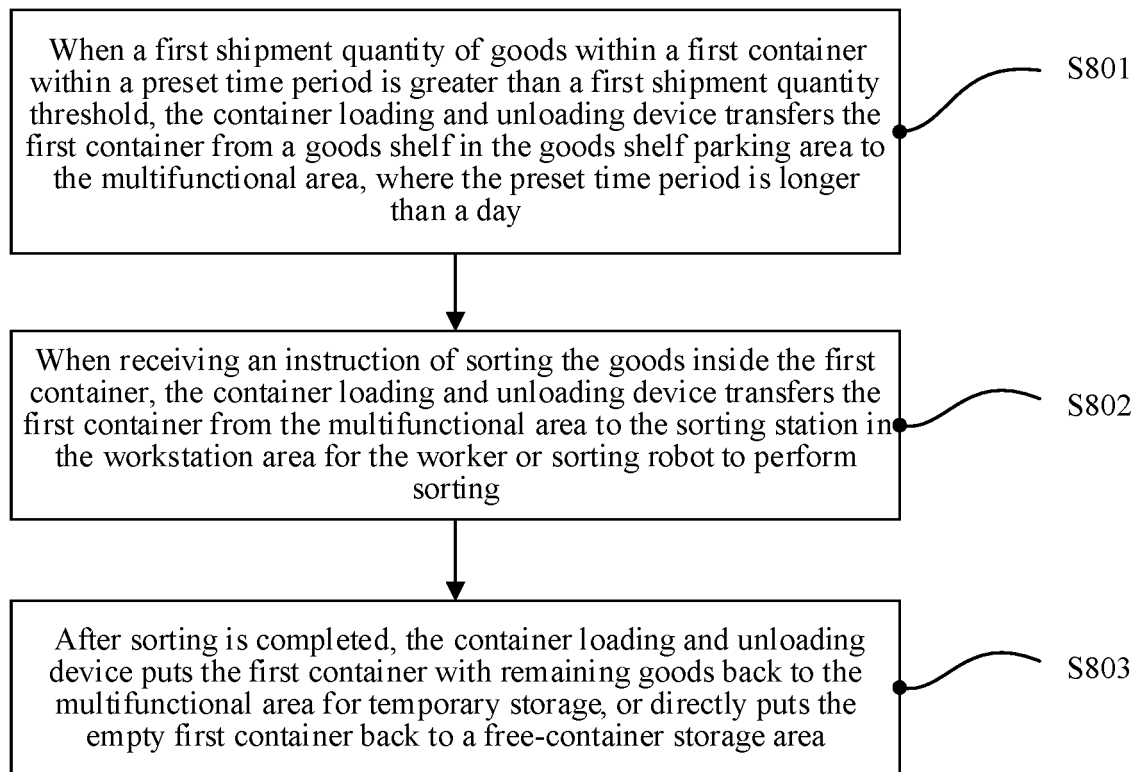 When a first shipment quantity of goods within a first container
within a preset time period is greater than a first shipment quantity
threshold, the container loading and unloading device transfers the
first container from a goods shelf in the goods shelf parking area to
the multifunctional area, where the preset time period is longer
than a day
S801
When receiving an instruction of sorting the goods inside the first
container, the container loading and unloading device transfers the
first container from the multifunctional area to the sorting station in
the workstation area for the worker or sorting robot to perform
sorting
S802
After sorting is completed, the container loading and unloading
device puts the first container with remaining goods back to the
multifunctional area for temporary storage, or directly puts the
empty first container back to a free-container storage area
S803